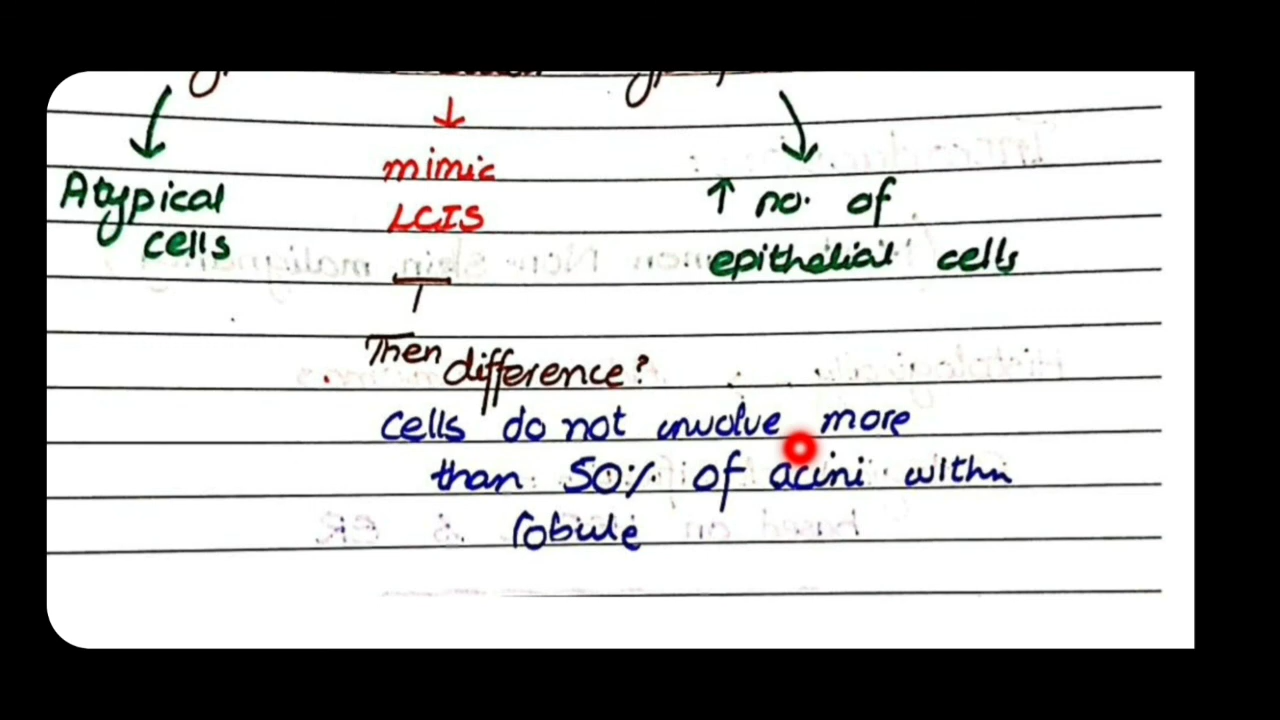 Atypical
cells
mimic
LCIS
↑ no. of
epithelial cells
Then difference?
cells do not involve more
than 50% of acini within
lobule